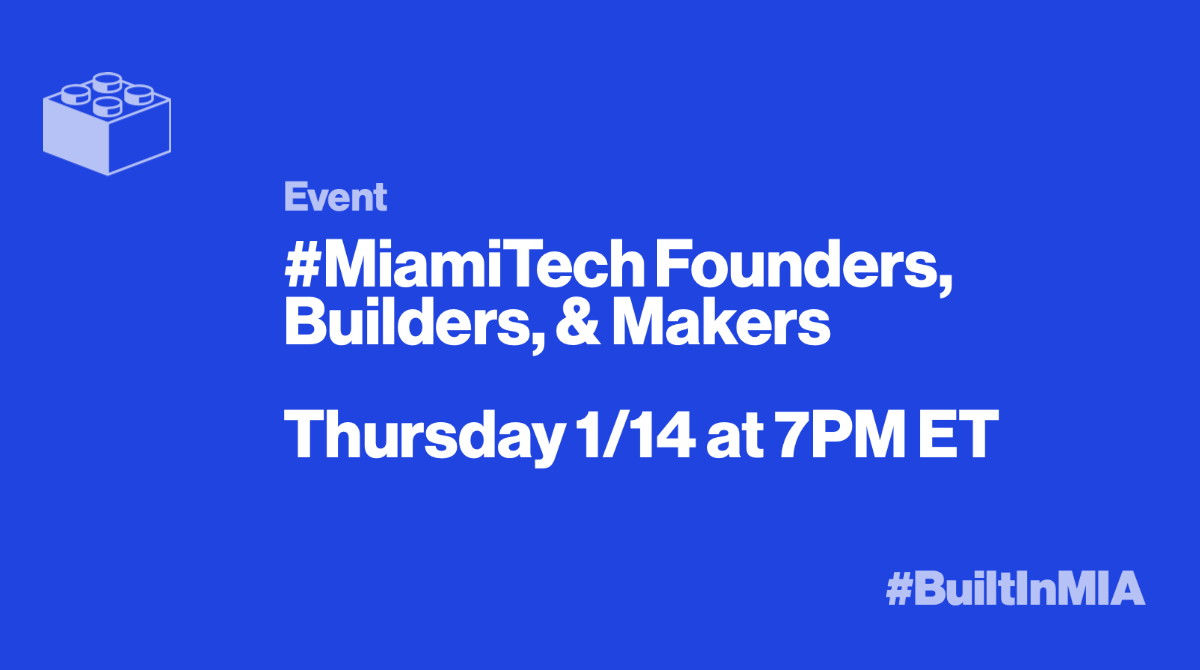 Event
#MiamiTech Founders,
Builders, & Makers
Thursday 1/14 at 7PM ET
#BuiltInMIA